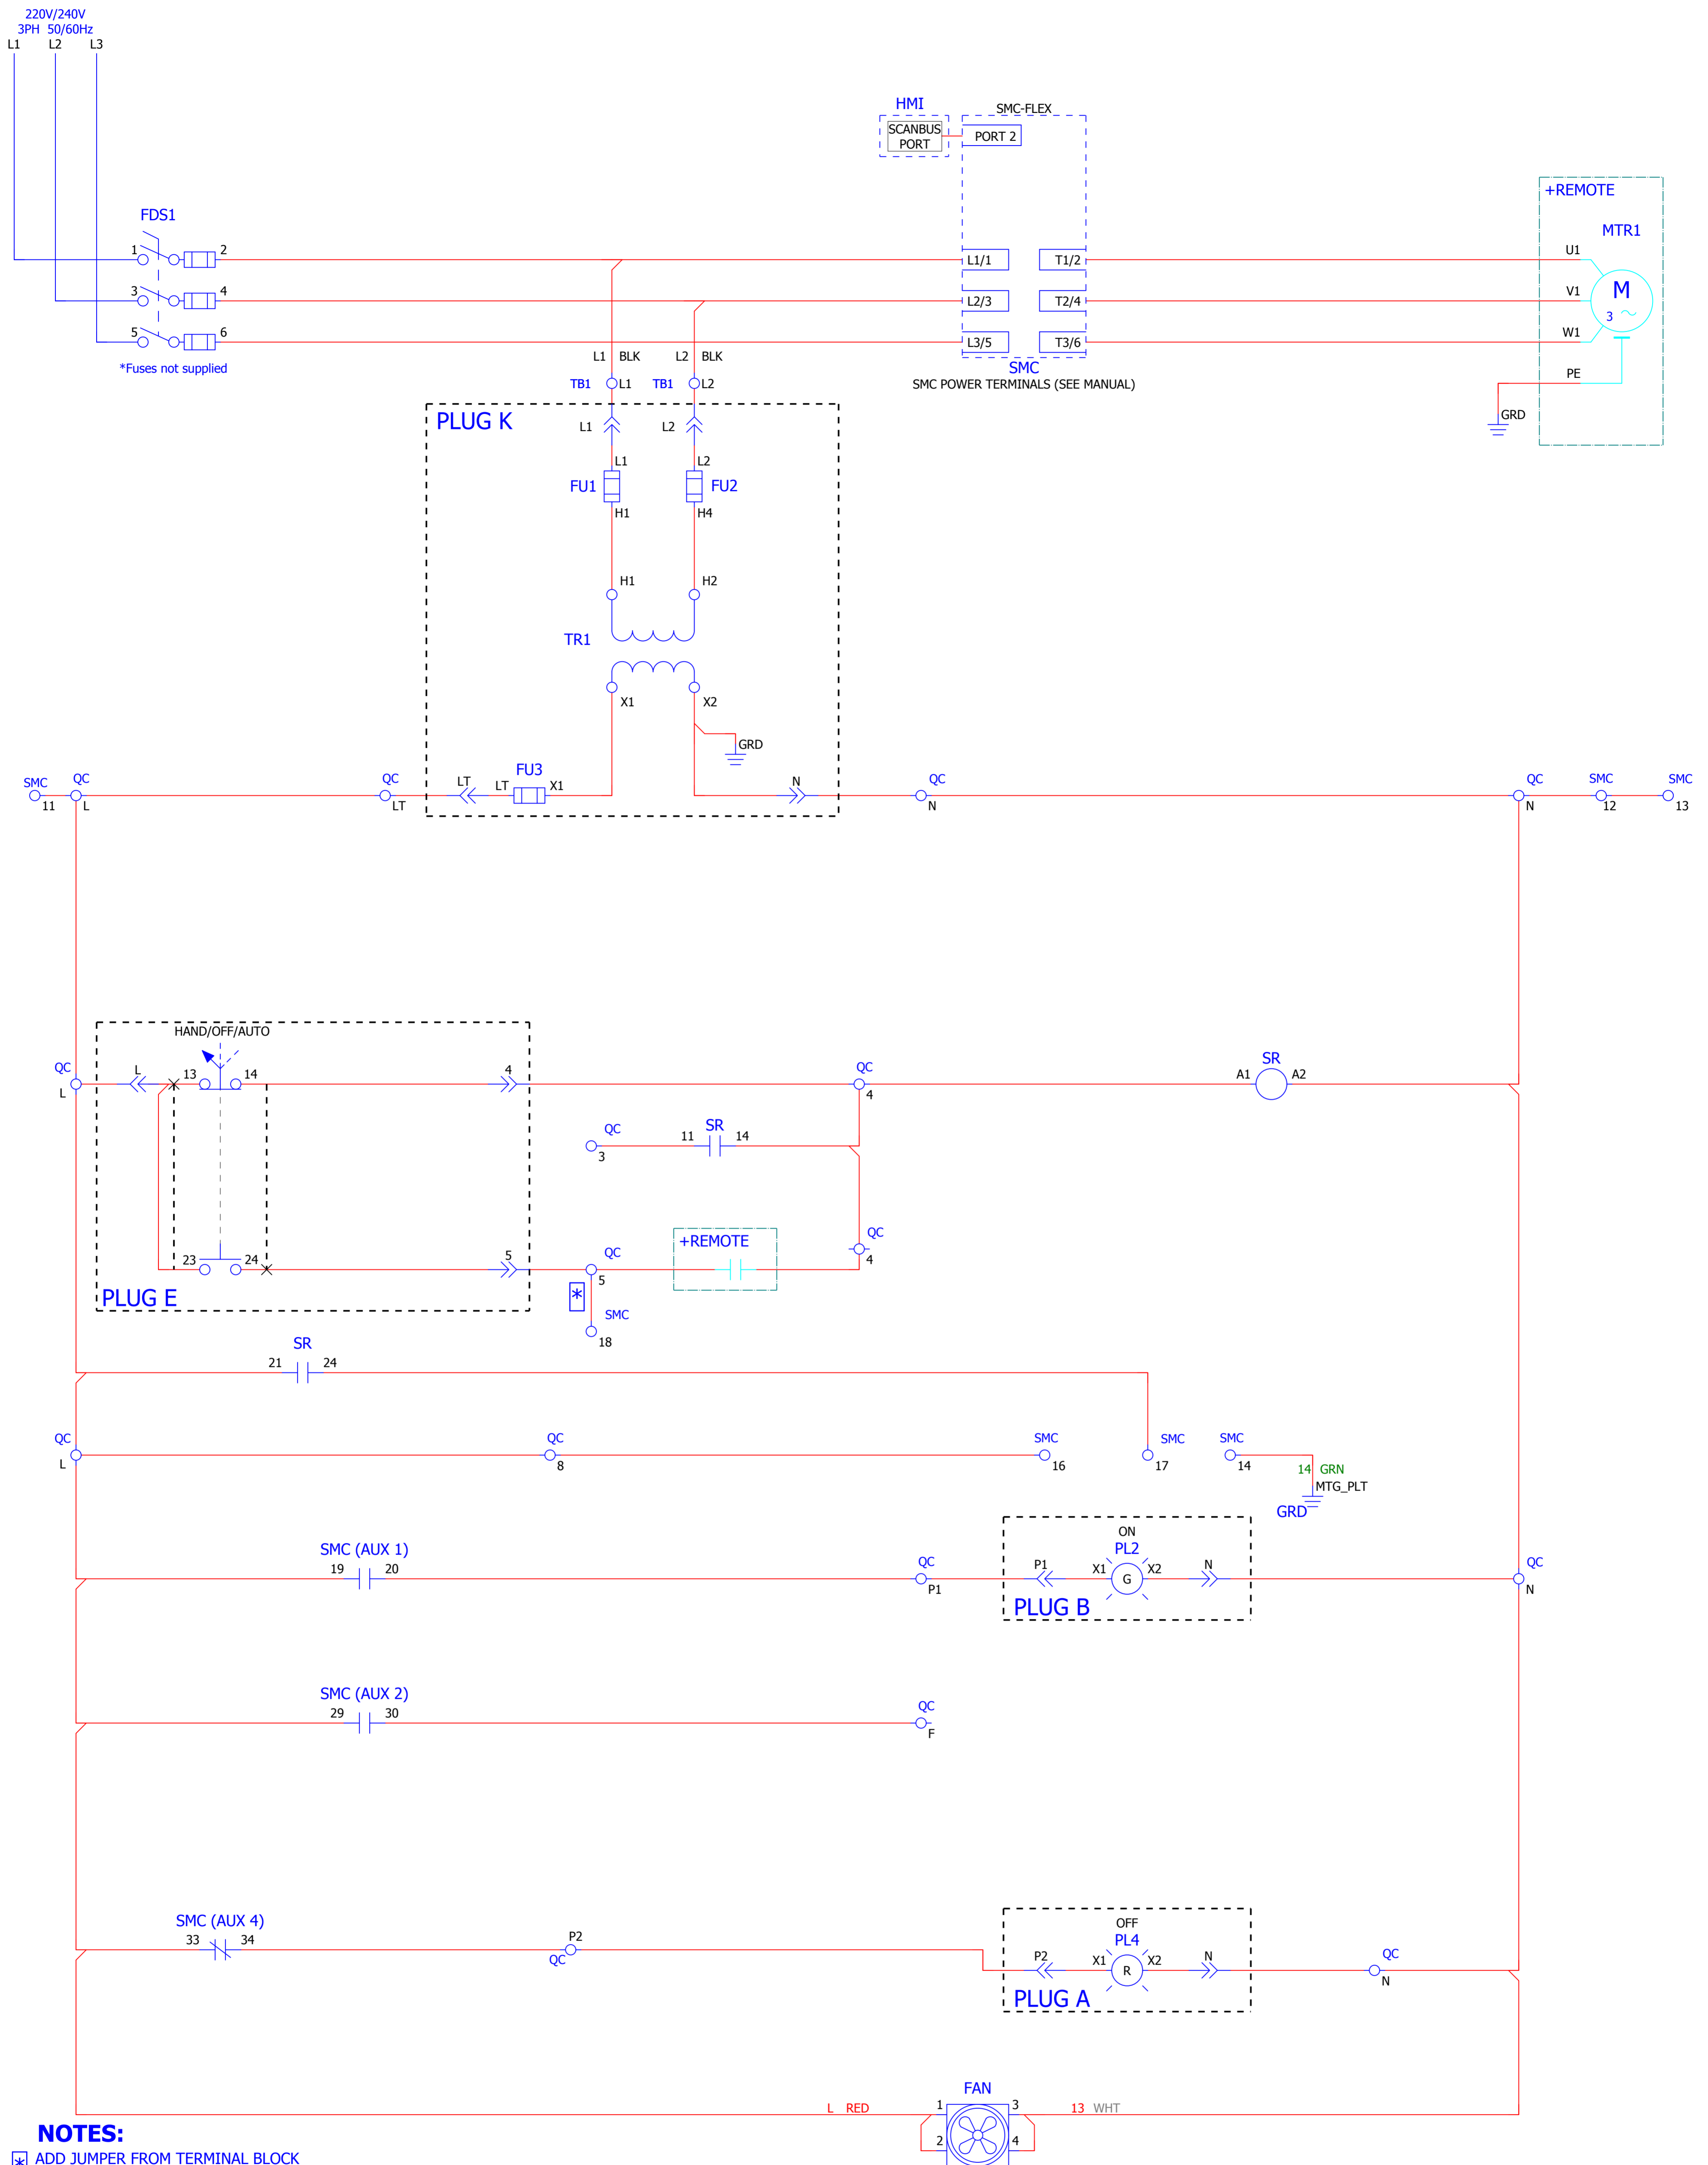 220V/240V
3PH 50/60Hz
L1 L2 L3
HMI
SMC-FLEX
SCANBUS
PORT
PORT 2
+REMOTE
MTR1
FDS1
1 2
L1/1 T1/2
U1
3 4
L2/3 T2/4
V1
M
3
5 6
L3/5 T3/6
W1
*Fuses not supplied
L1 BLK L2 BLK
SMC
SMC POWER TERMINALS (SEE MANUAL)
PE
GRD
TB1 L1 TB1 L2
PLUG K
L1 L2
L1 L2
FU1 FU2
H1 H4
H1 H2
TR1
X1 X2
GRD
SMC QC QC LT LT FU3 X1 N QC QC SMC SMC
11 L LT N N 12 13
HAND/OFF/AUTO
QC L 13 14 4 QC SR
L 4 A1 A2
QC 11 SR 14
3
QC
4
+REMOTE
23 24 5 QC
5
PLUG E
*
SMC
18
SR
21 24
QC QC SMC SMC SMC
L 8 16 17 14
14 GRN
MTG_PLT
GRD
ON
SMC (AUX 1) PL2
19 20 QC P1 X1 G X2 N QC
P1 N
PLUG B
SMC (AUX 2)
29 30 QC
F
SMC (AUX 4) OFF
33 34 P2 PL4
QC P2 X1 R X2 N QC
N
PLUG A
FAN
L RED 1 3 13 WHT
2 4
NOTES:
* ADD JUMPER FROM TERMINAL BLOCK